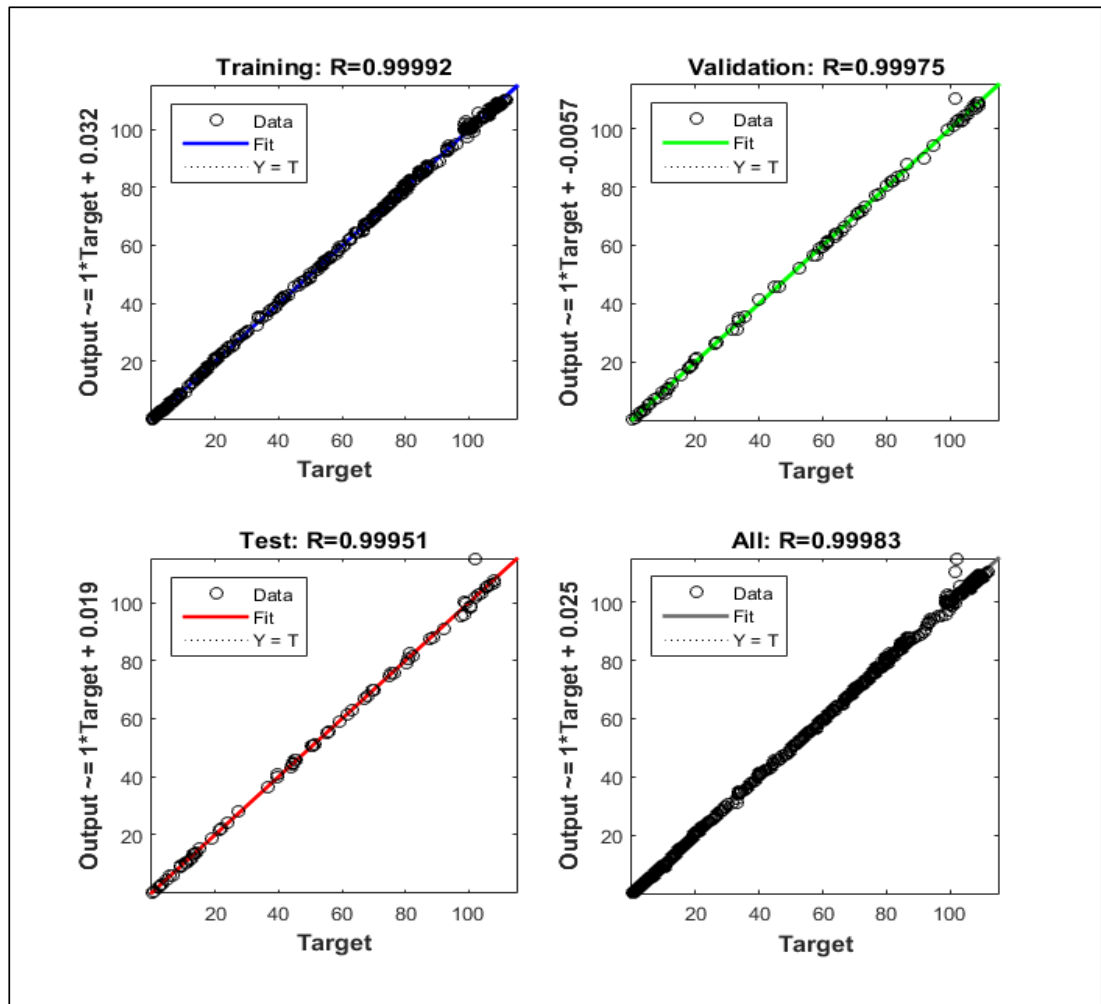 Training: R=0.99992
Output ~= 1*Target + 0.032
Data
Fit
Y = T
100
80
60
40
20
20 40 60 80 100
Target
Validation: R=0.99975
Output ~= 1*Target + -0.0057
Data
Fit
Y = T
100
80
60
40
20
20 40 60 80 100
Target
Test: R=0.99951
Output ~= 1*Target + 0.019
Data
Fit
Y = T
100
80
60
40
20
20 40 60 80 100
Target
All: R=0.99983
Output ~= 1*Target + 0.025
Data
Fit
Y = T
100
80
60
40
20
20 40 60 80 100
Target